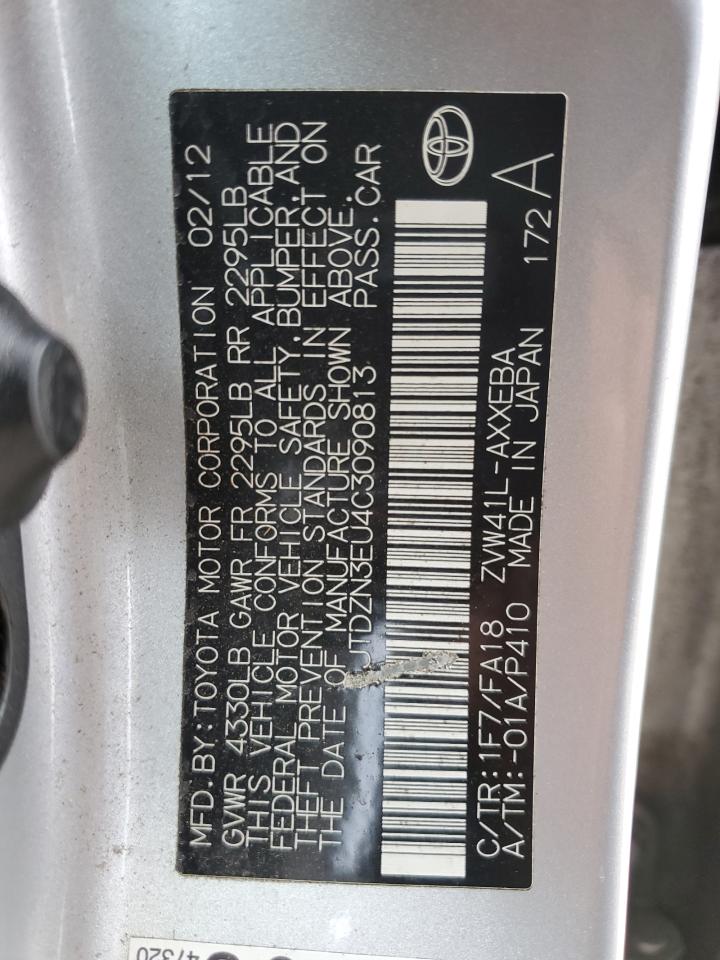 MFD.BY:TOYOTA MOTOR CORPORATION 02/12
GVWR 4330LB GAWR FR 2295LB RR 2295LB
THIS VEHICLE CONFORMS TO ALL APPLICABLE
FEDERAL MOTOR VEHICLE SAFETY,BUMPER,AND
THEFT PREVENTION STANDARDS IN EFFECT ON
THE DATE OF MANUFACTURE SHOWN ABOVE.
JTDZN3EU4C3090813 PASS.CAR
C/TR:1F7/FA18 ZVW41L-AXXEBA
A/TM:-01A/P410 MADE IN JAPAN 172 A
47320